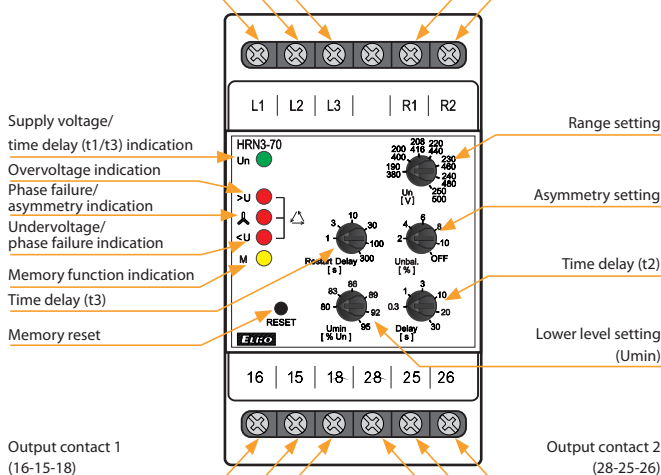 L1 | L2 | L3 | | R1 | R2
Supply voltage/
time delay (t1/t3) indication
Overvoltage indication
Phase failure/
asymmetry indication
Undervoltage/
phase failure indication
Memory function indication
Time delay (t3)
Memory reset
HRN3-70
Un
>U
<U
M
RESET
ELKO
190
380
200
400
208
416
220
440
230
460
240
480
250
500
Un
[V]
1
3
10
30
100
300
Restart Delay
[s]
2
4
6
8
10
OFF
Unbal.
[%]
80
83
86
89
92
95
Umin
[% Un]
0.3
1
3
10
20
30
Delay
[s]
Range setting
Asymmetry setting
Time delay (t2)
Lower level setting
(Umin)
16 | 15 | 18 | 28 | 25 | 26
Output contact 1
(16-15-18)
Output contact 2
(28-25-26)